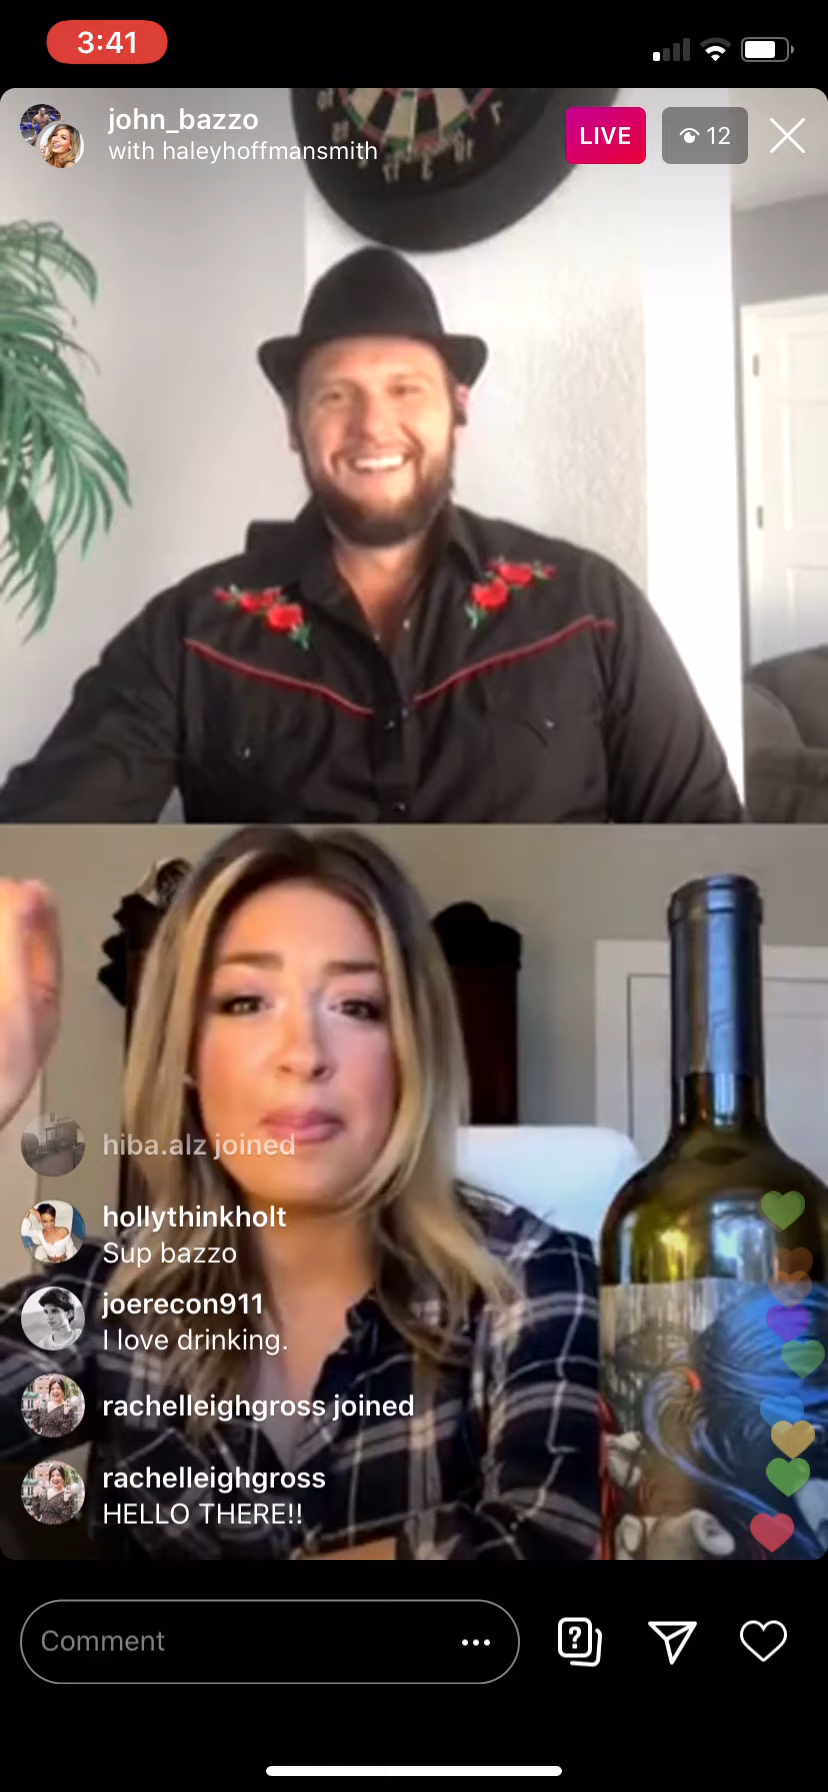 3:41
john_bazzo
with haleyhoffmansmith
LIVE
12
hiba.alz joined
hollythinkholt
Sup bazzo
joerecon911
I love drinking.
rachelleighgross joined
rachelleighgross
HELLO THERE!!
Comment